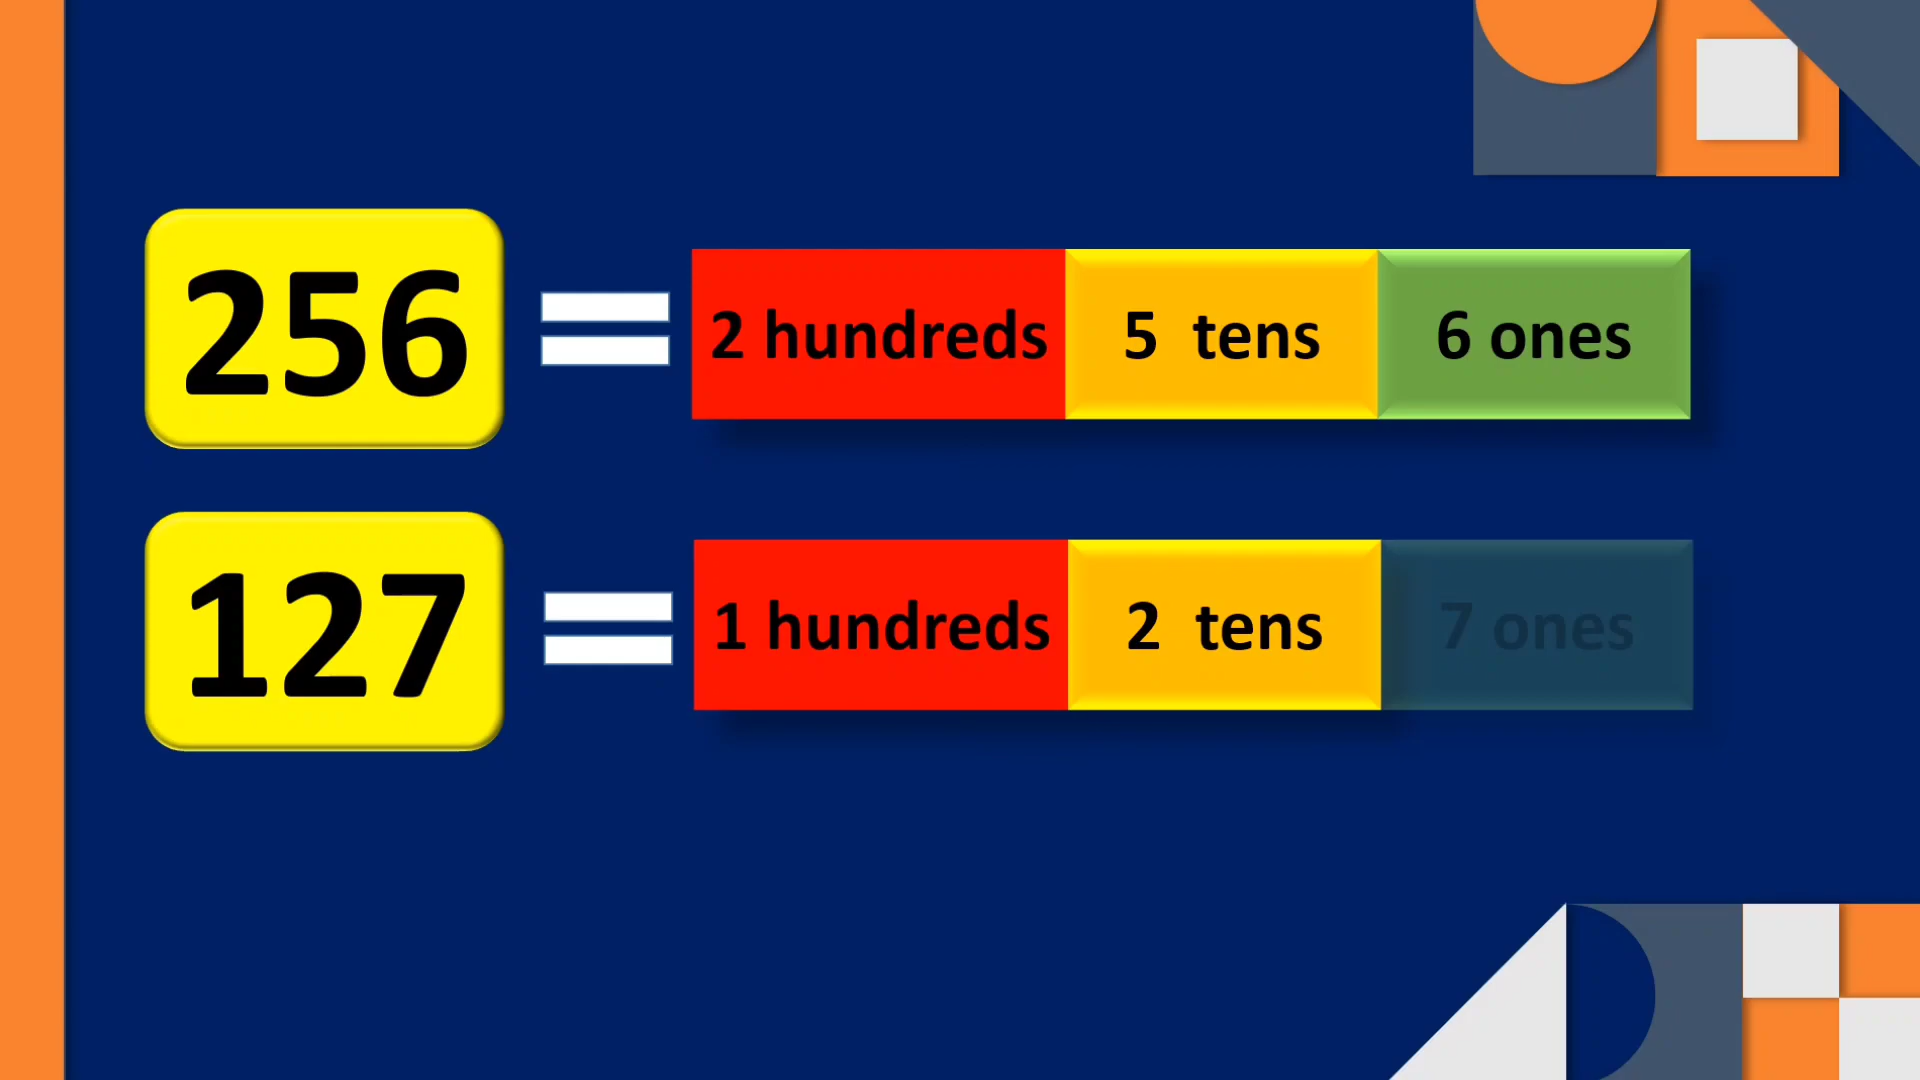 256 = 2 hundreds 5 tens 6 ones
127 = 1 hundreds 2 tens 7 ones